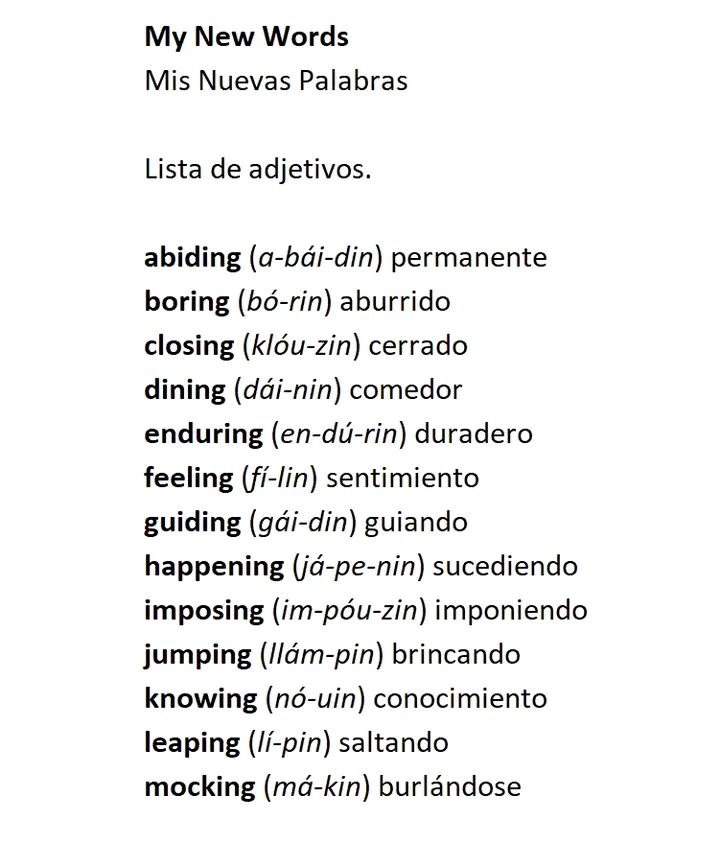 My New Words
Mis Nuevas Palabras
Lista de adjetivos.
abiding (a-bái-din) permanente
boring (bó-rin) aburrido
closing (klóu-zin) cerrado
dining (dái-nin) comedor
enduring (en-dú-rin) duradero
feeling (fí-lin) sentimiento
guiding (gái-din) guiando
happening (já-pe-nin) sucediendo
imposing (im-póu-zin) imponiendo
jumping (llám-pin) brincando
knowing (nó-uin) conocimiento
leaping (lí-pin) saltando
mocking (má-kin) burlándose